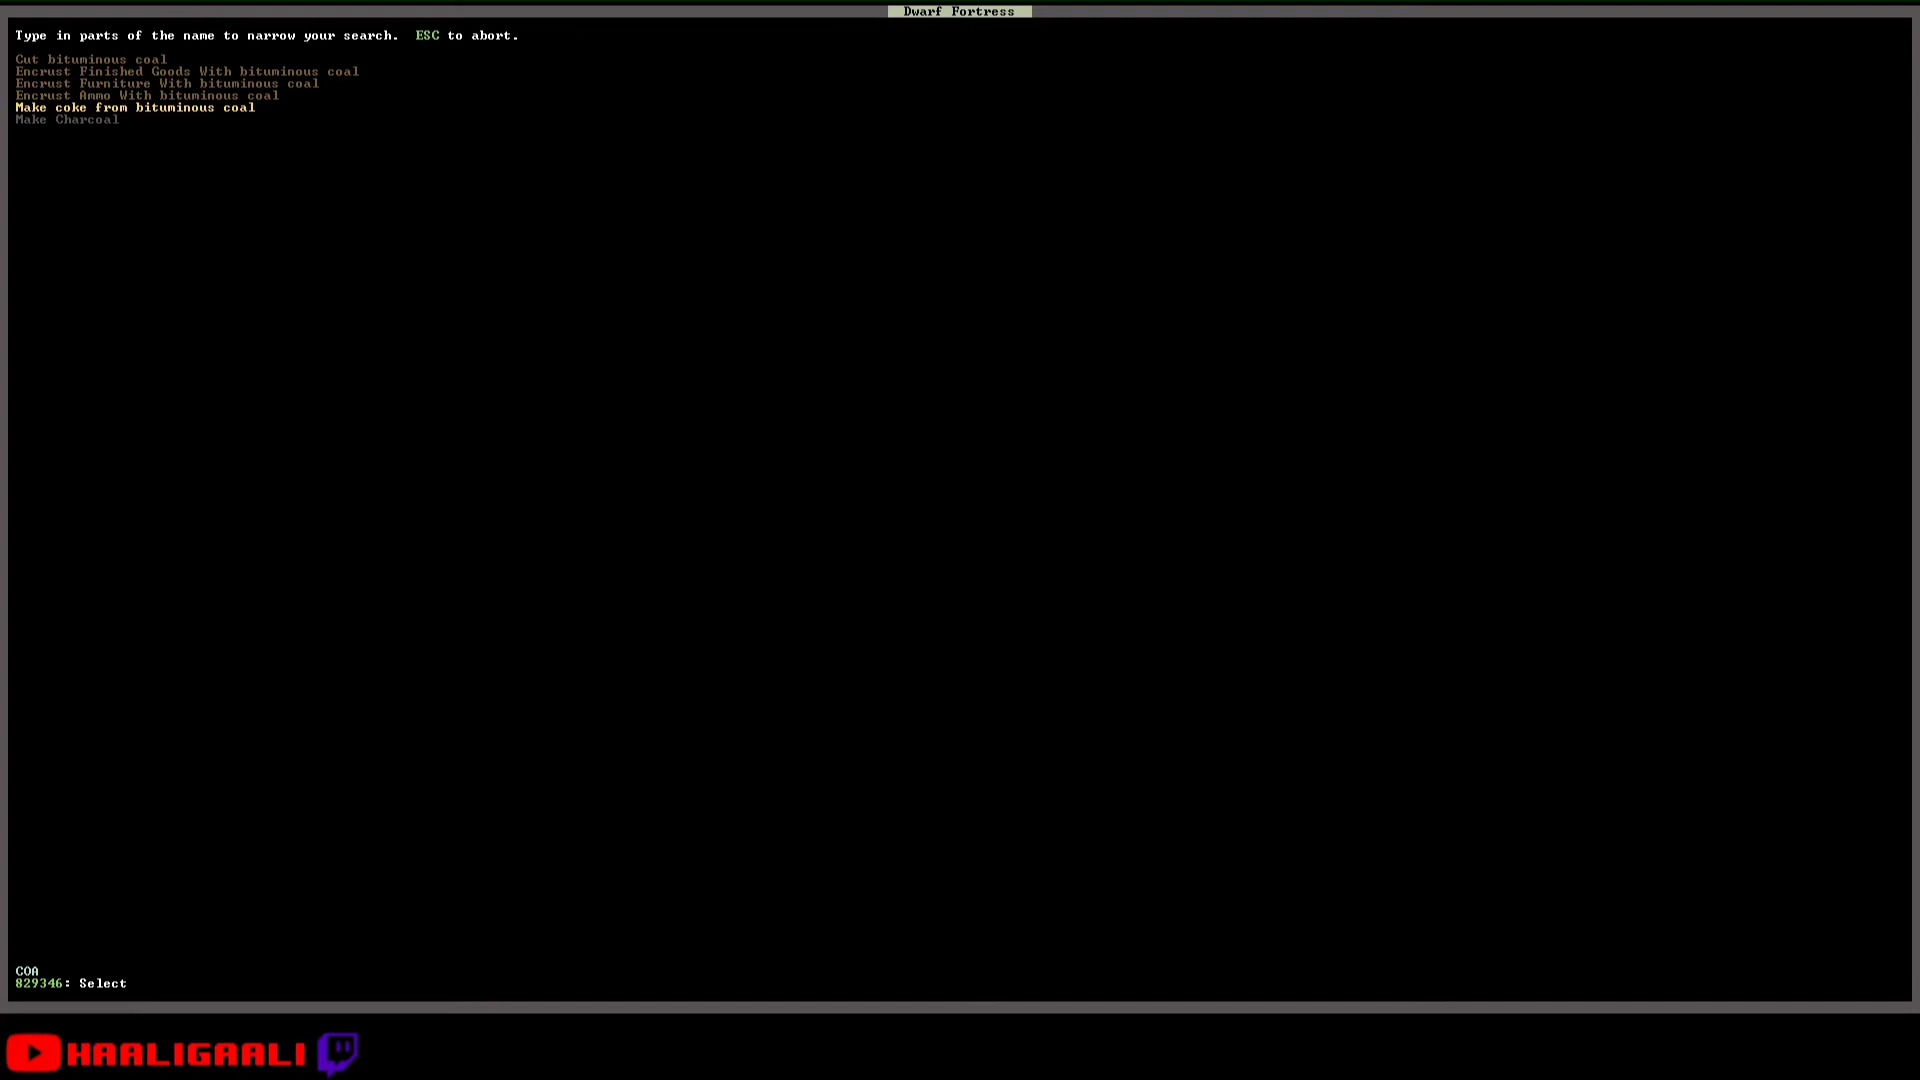 Dwarf Fortress
Type in parts of the name to narrow your search.  ESC to abort.
Cut bituminous coal
Encrust Finished Goods With bituminous coal
Encrust Furniture With bituminous coal
Encrust Ammo With bituminous coal
Make coke from bituminous coal
Make Charcoal
COA
829346: Select
HAALIGAALI